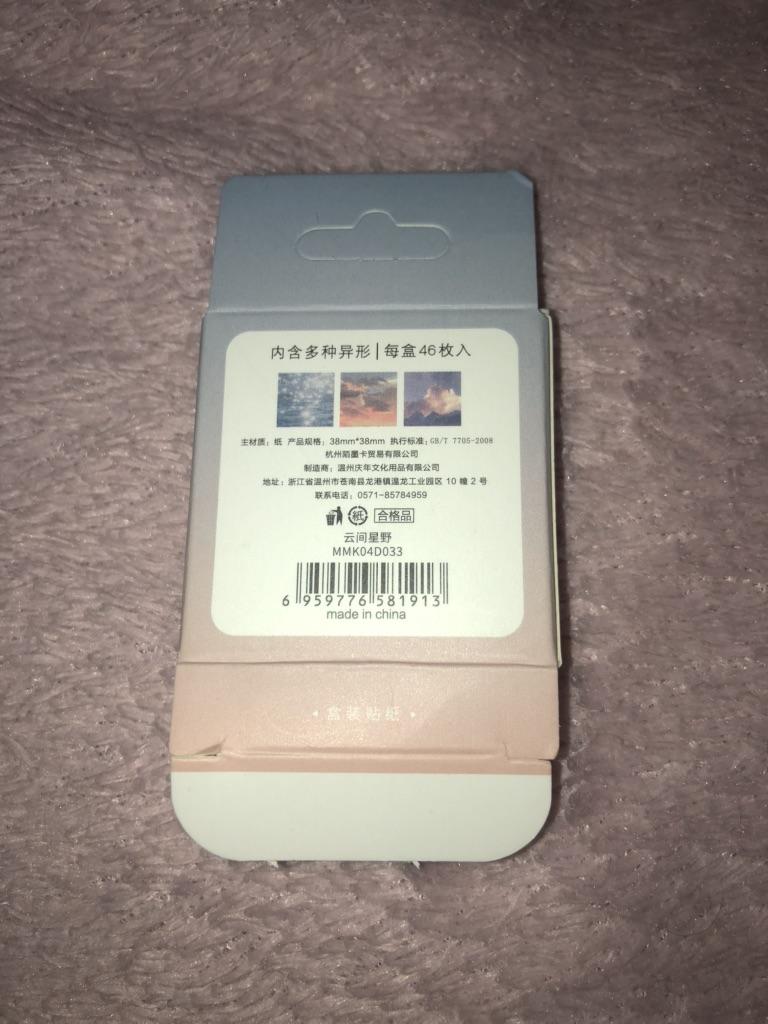 内含多种异形|每盒46枚入
主材质：纸 产品规格：38mm*38mm 执行标准：GB/T 7705-2008
杭州陌墨卡贸易有限公司
制造商：温州庆年文化用品有限公司
地址：浙江省温州市苍南县龙港镇温龙工业园区 10 幢 2 号
联系电话：0571-85784959
紙 合格品
云间星野
MMK04D033
6 959776 581913
made in china
盒装贴纸